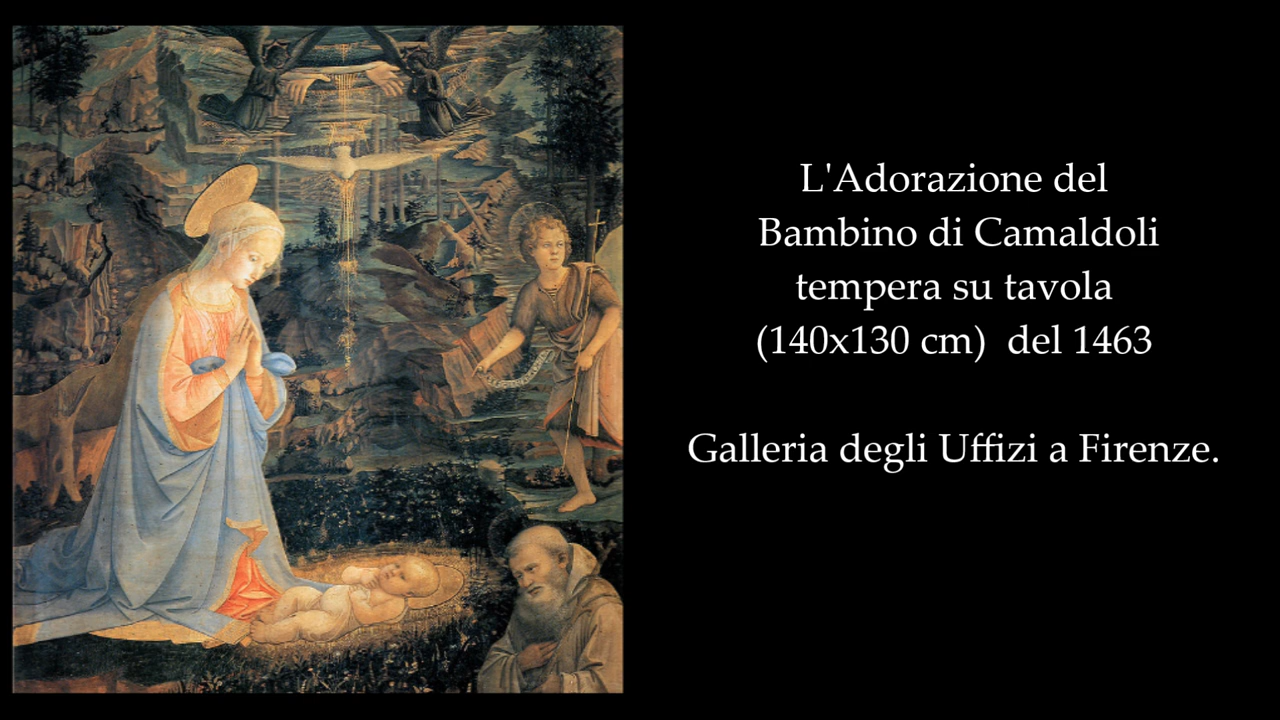 L'Adorazione del
Bambino di Camaldoli
tempera su tavola
(140x130 cm) del 1463
Galleria degli Uffizi a Firenze.